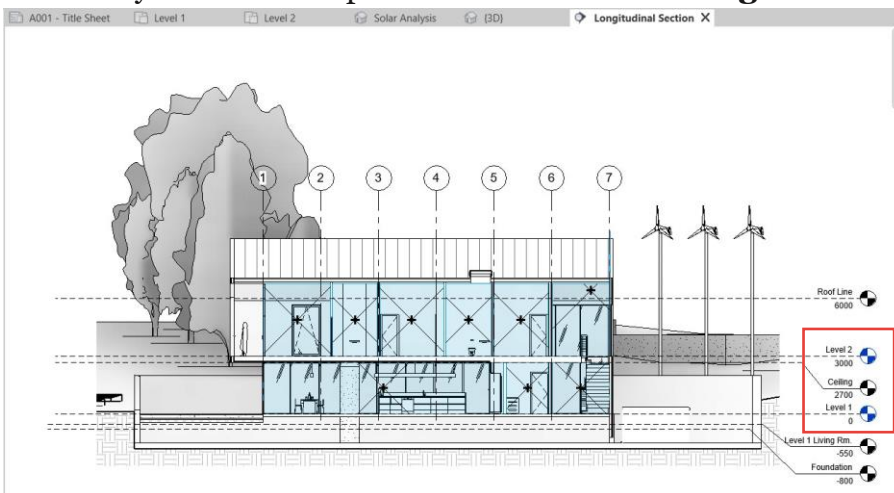 A001 - Title Sheet
Level 1
Level 2
Solar Analysis
{3D}
Longitudinal Section X
1
2
3
4
5
6
7
Roof Line
6000
Level 2
3000
Ceiling
2700
Level 1
0
Level 1 Living Rm.
-550
Foundation
-800